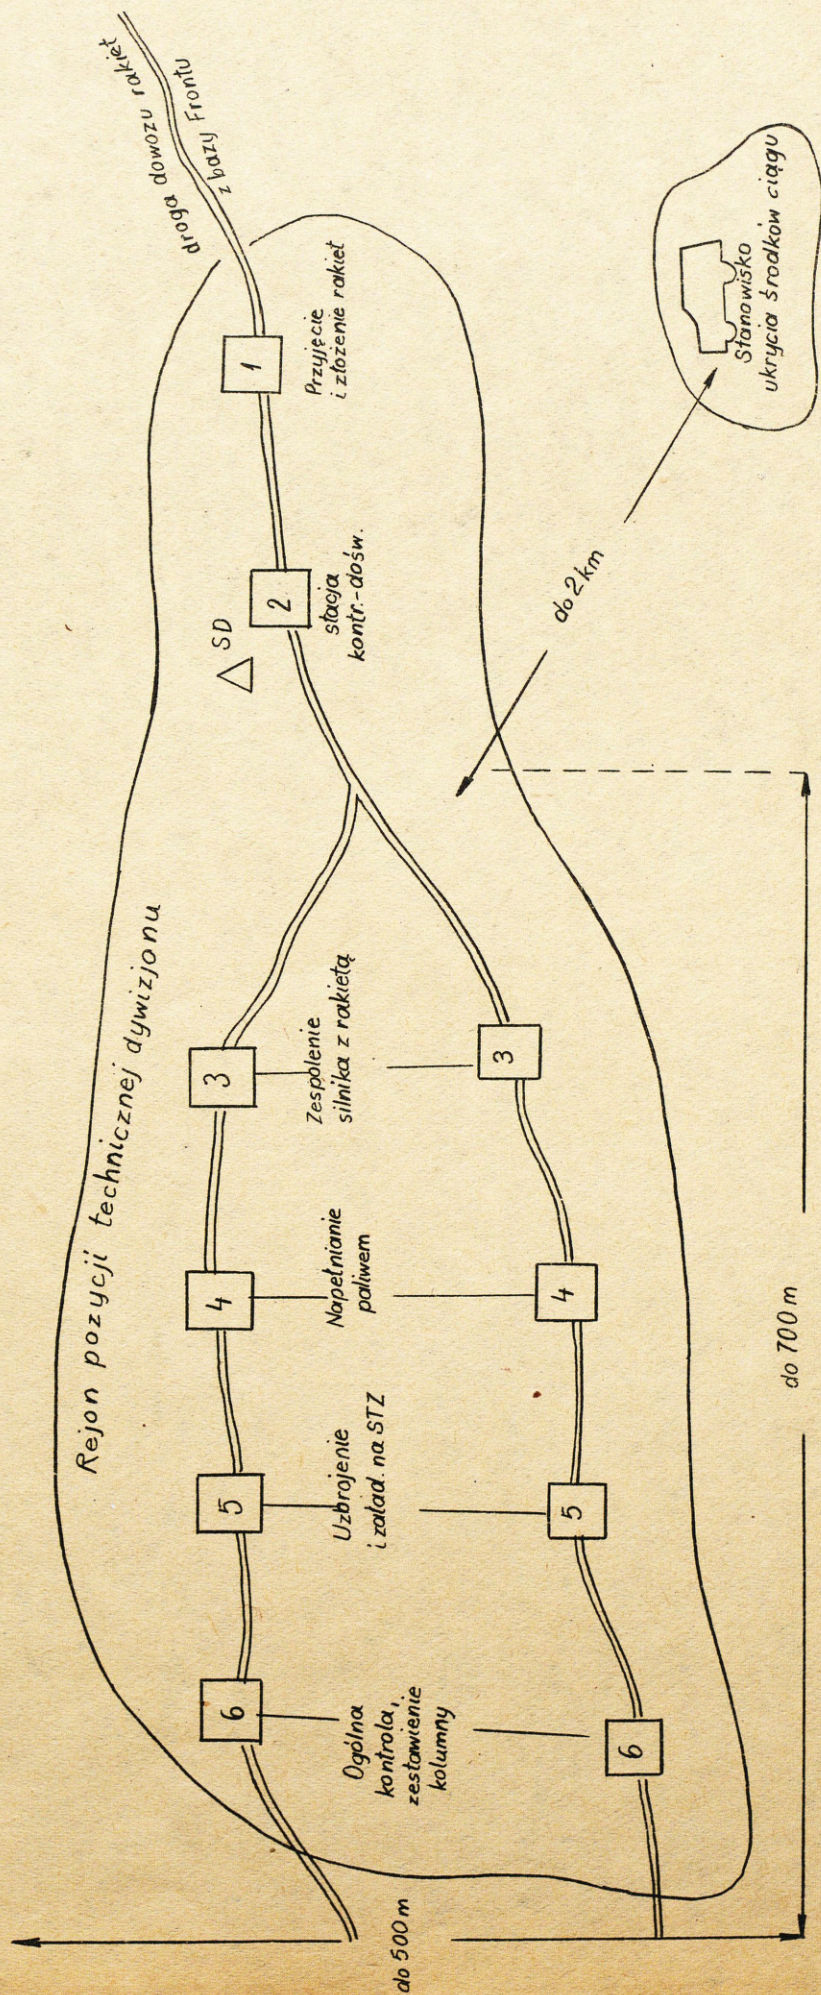 Rejon pozycji technicznej dywizjonu
droga dowozu rakiet
z bazy Frontu
1
Przyjęcie
i złożenie rakiet
SD
2
stacja
kontr.-dośw.
3
Zespolenie
silnika z rakietą
3
4
Napełnianie
paliwem
4
5
Uzbrojenie
i załad. na STZ
5
6
Ogólna
kontrola,
zestawienie
kolumny
6
do 2 km
Stanowisko
ukrycia środków ciągu
do 700 m
do 500 m